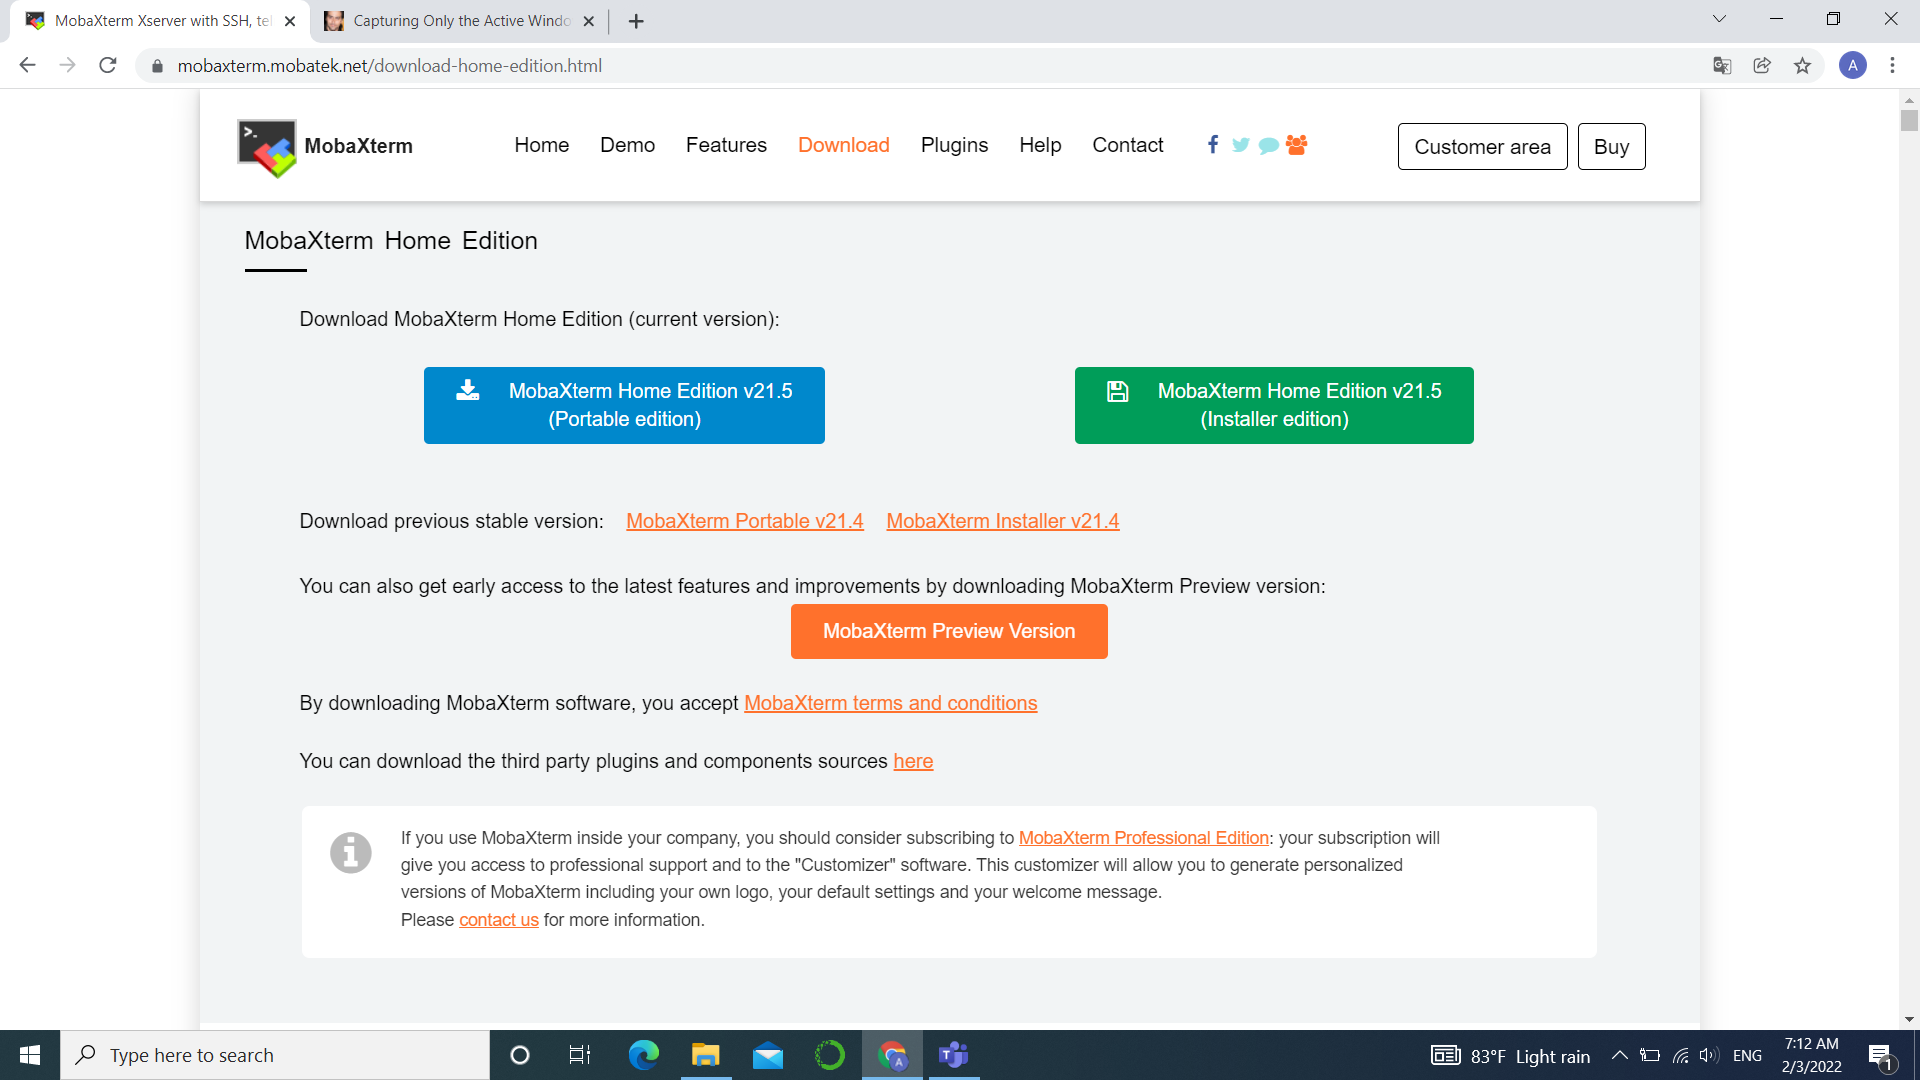 MobaXterm Xserver with SSH, tel
Capturing Only the Active Windo
mobaxterm.mobatek.net/download-home-edition.html
A
>_
MobaXterm
Home
Demo
Features
Download
Plugins
Help
Contact
Customer area
Buy
MobaXterm Home Edition
Download MobaXterm Home Edition (current version):
MobaXterm Home Edition v21.5
(Portable edition)
MobaXterm Home Edition v21.5
(Installer edition)
Download previous stable version: MobaXterm Portable v21.4 MobaXterm Installer v21.4
You can also get early access to the latest features and improvements by downloading MobaXterm Preview version:
MobaXterm Preview Version
By downloading MobaXterm software, you accept MobaXterm terms and conditions
You can download the third party plugins and components sources here
If you use MobaXterm inside your company, you should consider subscribing to MobaXterm Professional Edition: your subscription will
give you access to professional support and to the "Customizer" software. This customizer will allow you to generate personalized
versions of MobaXterm including your own logo, your default settings and your welcome message.
Please contact us for more information.
Type here to search
83°F Light rain
ENG
7:12 AM
2/3/2022
1